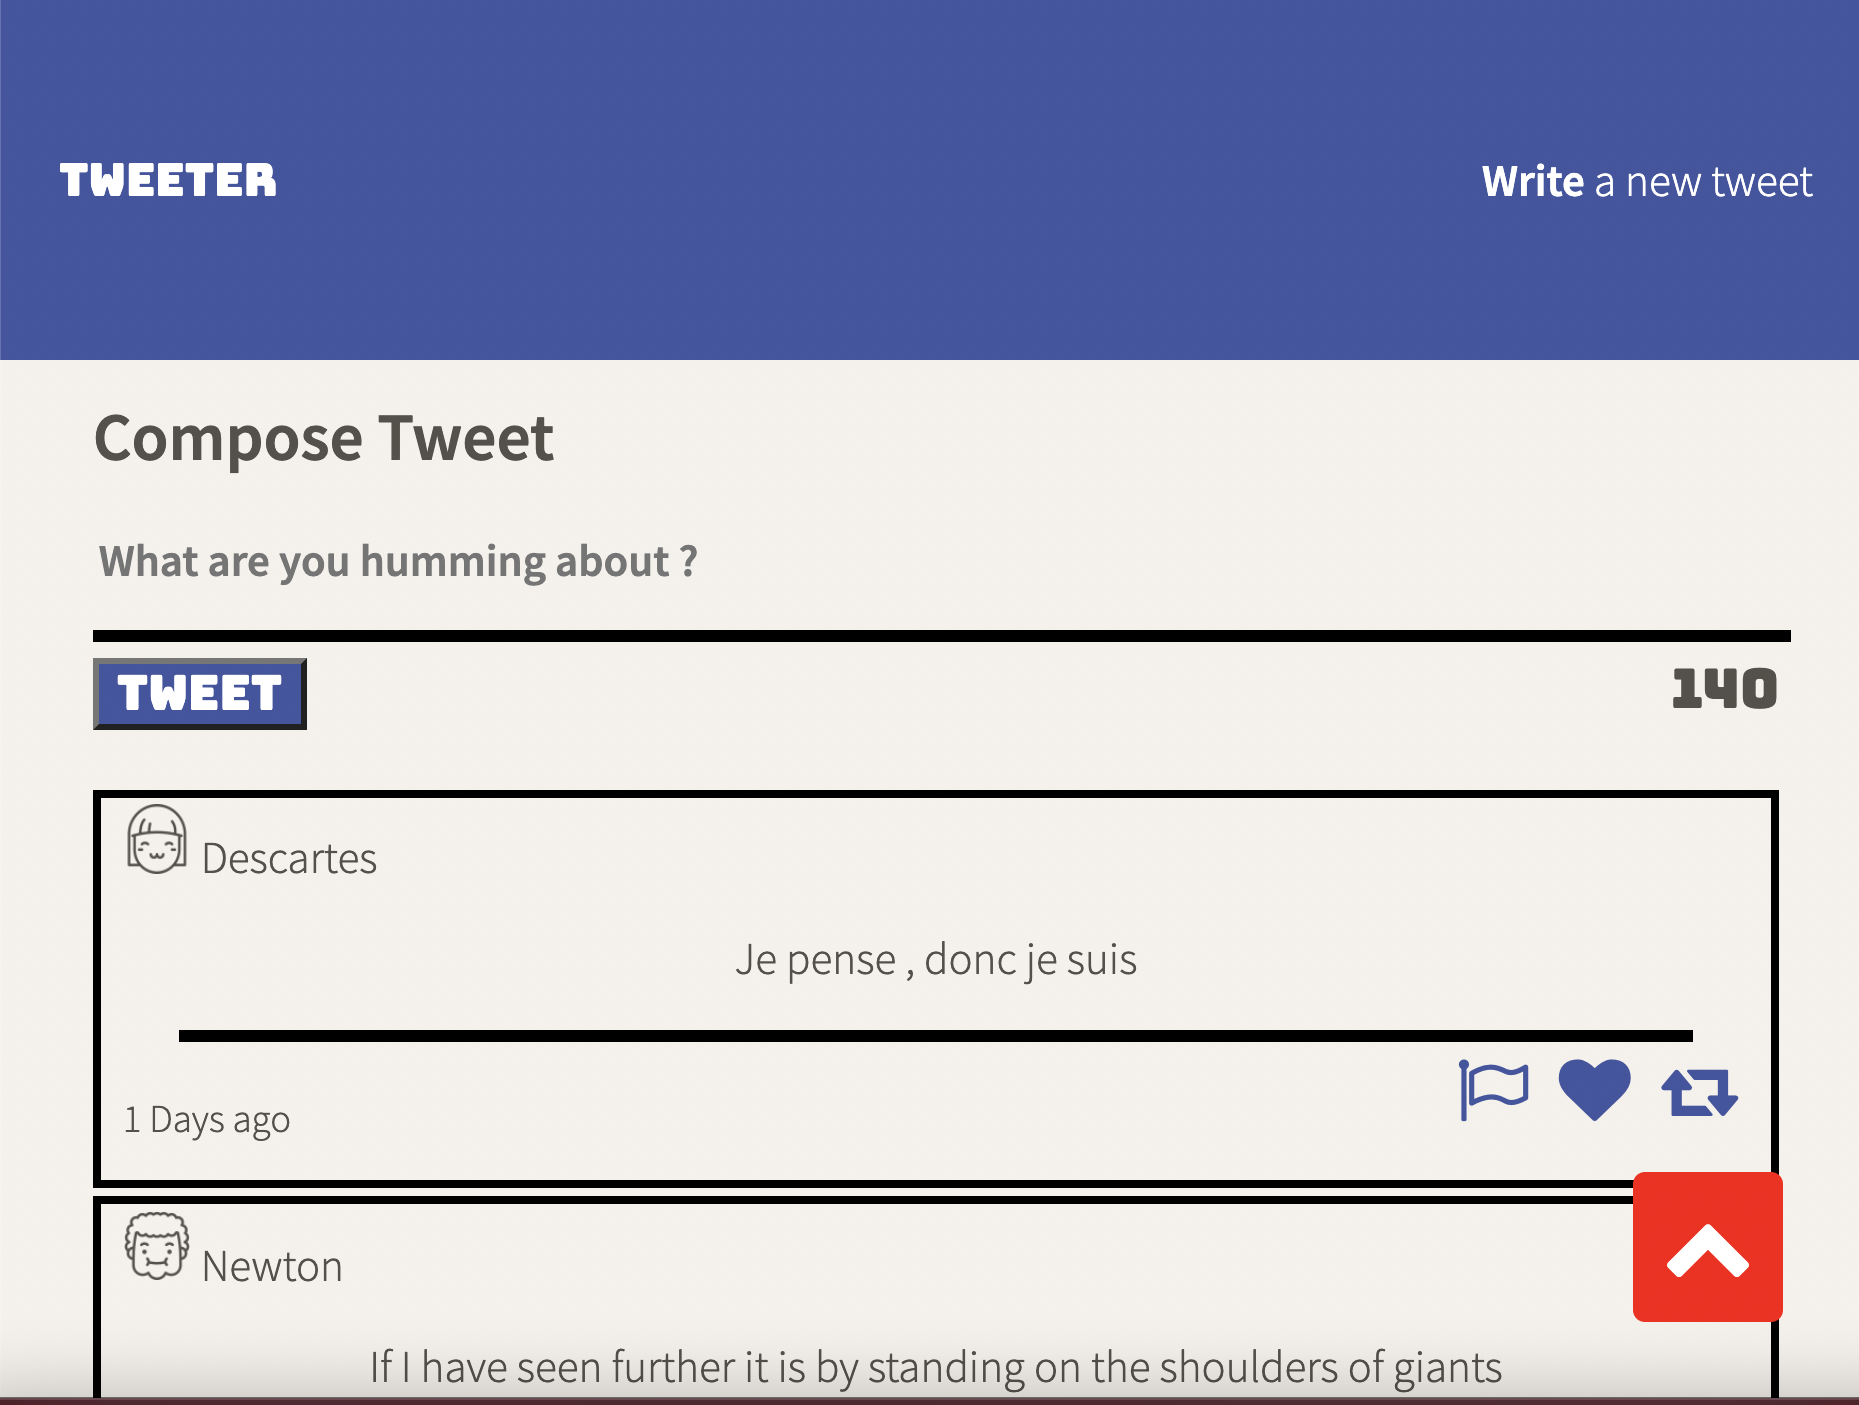 TWEETER
Write a new tweet
Compose Tweet
What are you humming about ?
TWEET
140
Descartes
Je pense , donc je suis
1 Days ago
Newton
If I have seen further it is by standing on the shoulders of giants